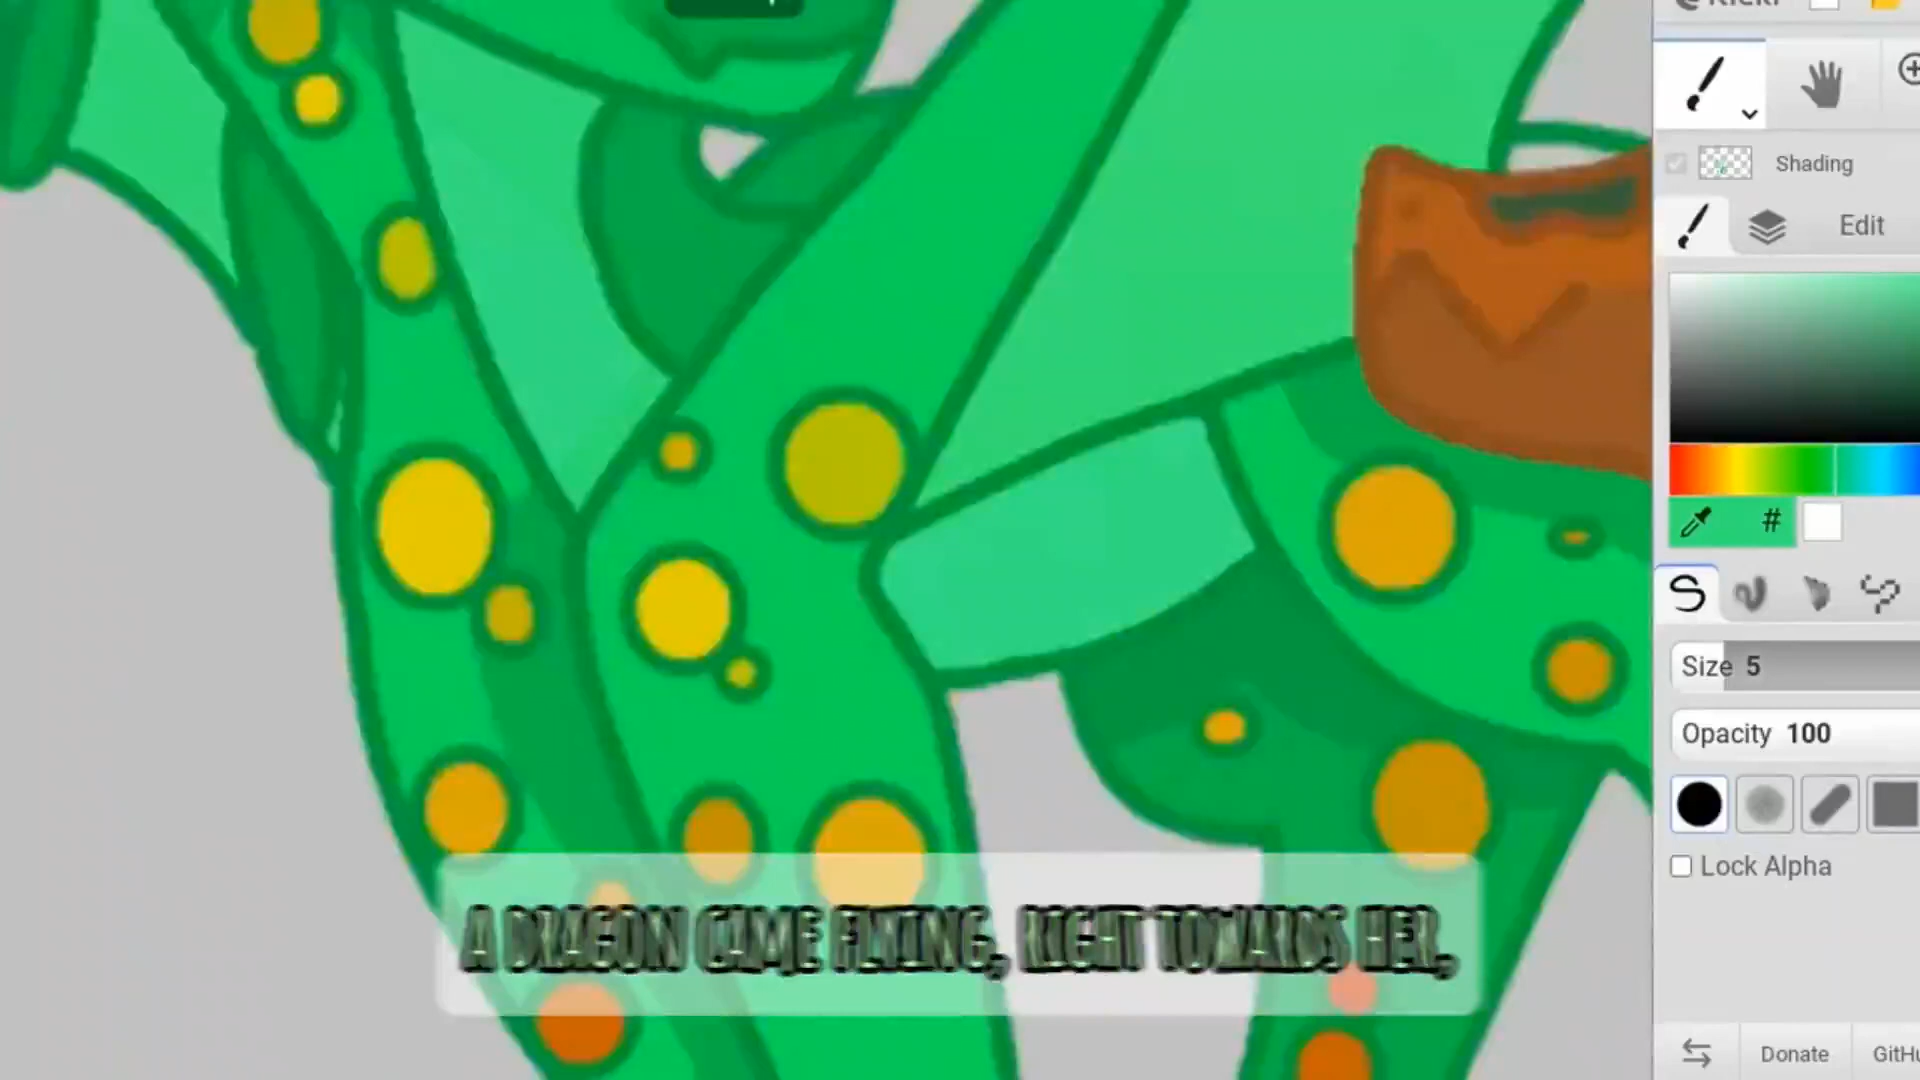 Shading
Edit
#
Size 5
Opacity 100
Lock Alpha
A DRAGON CAME FLYING, RIGHT TOWARDS HER,
Donate